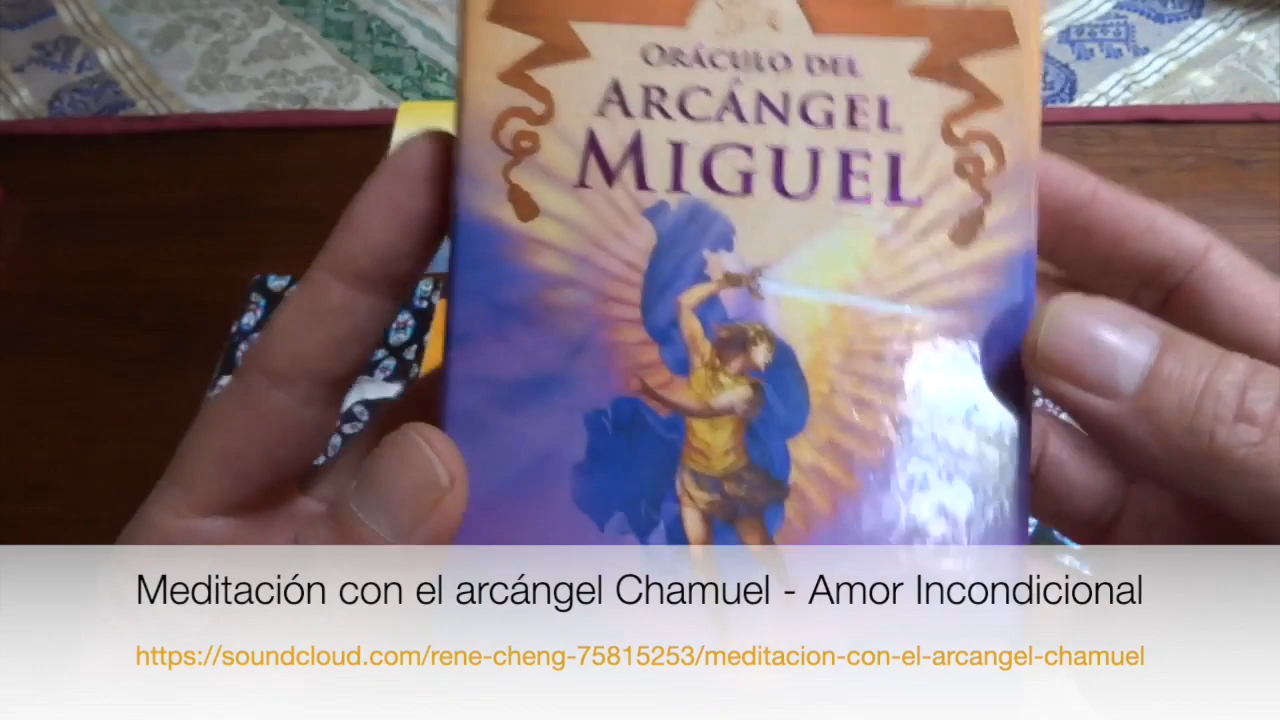 ORÁCULO DEL
ARCÁNGEL
MIGUEL
Meditación con el arcángel Chamuel - Amor Incondicional
https://soundcloud.com/rene-cheng-75815253/meditacion-con-el-arcangel-chamuel